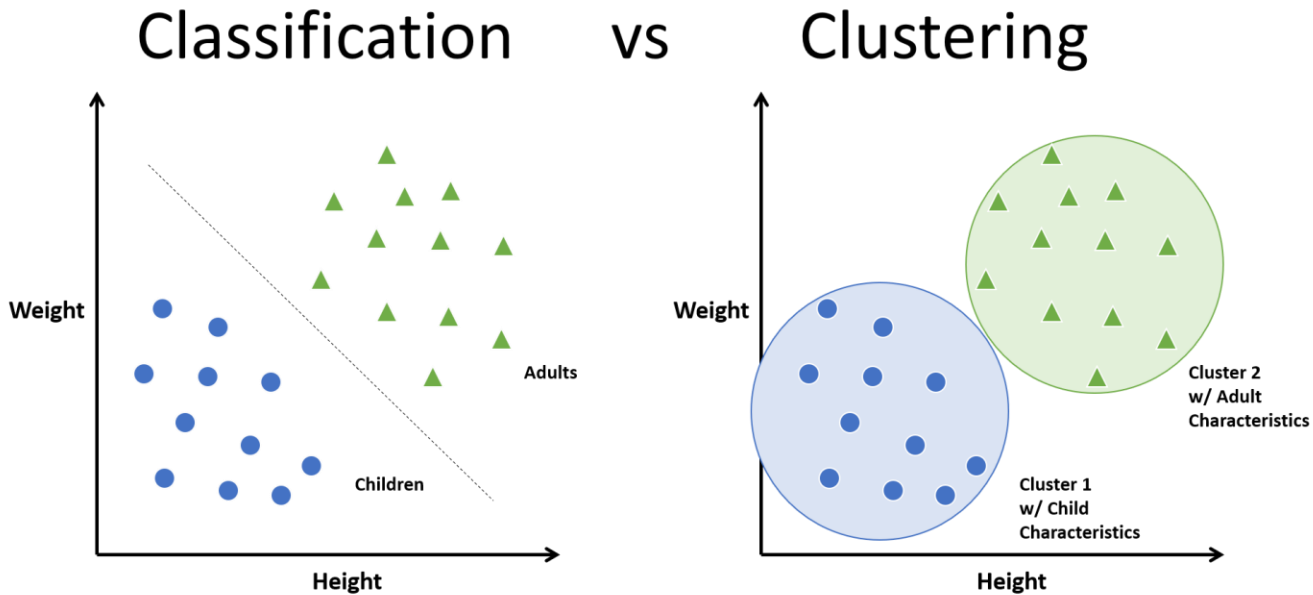 Classification vs Clustering
Weight
Adults
Children
Height
Weight
Cluster 2
w/ Adult
Characteristics
Cluster 1
w/ Child
Characteristics
Height